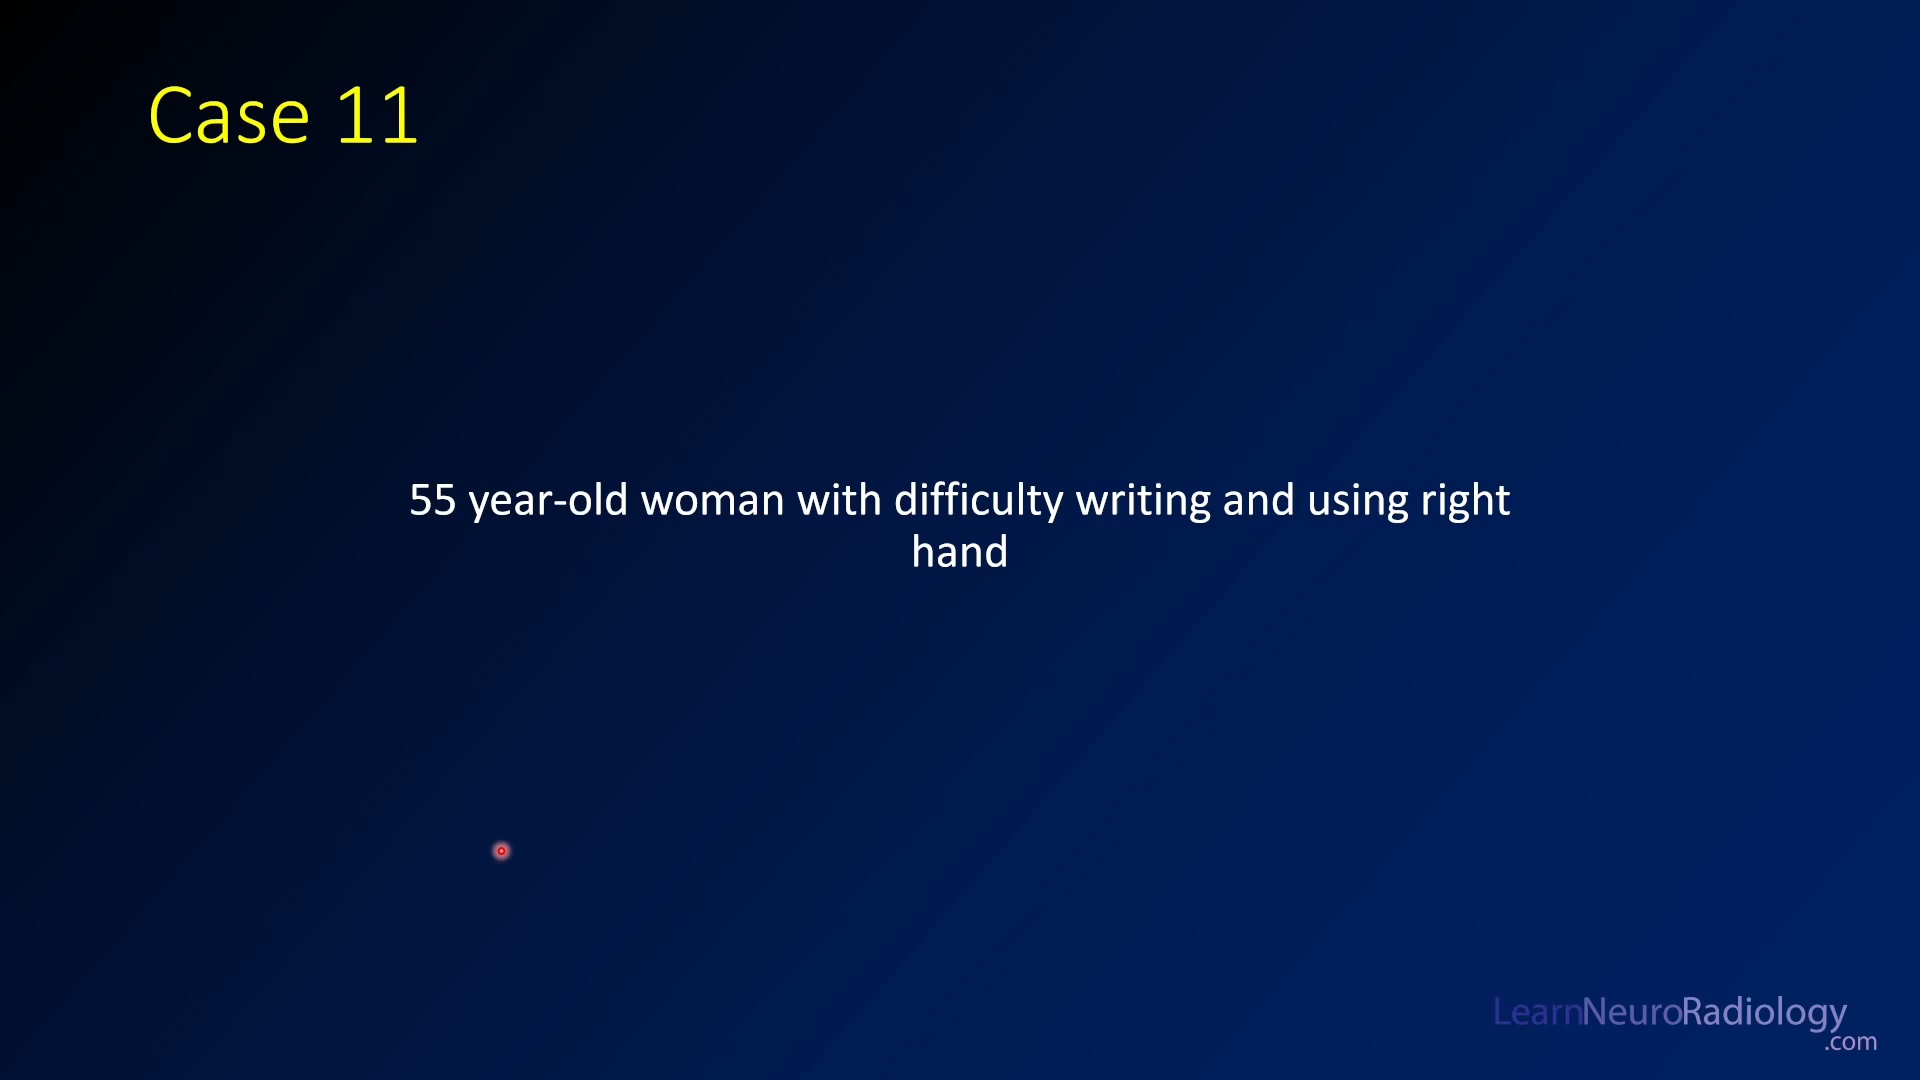 Case 11
55 year-old woman with difficulty writing and using right
hand
LearnNeuroRadiology
.com